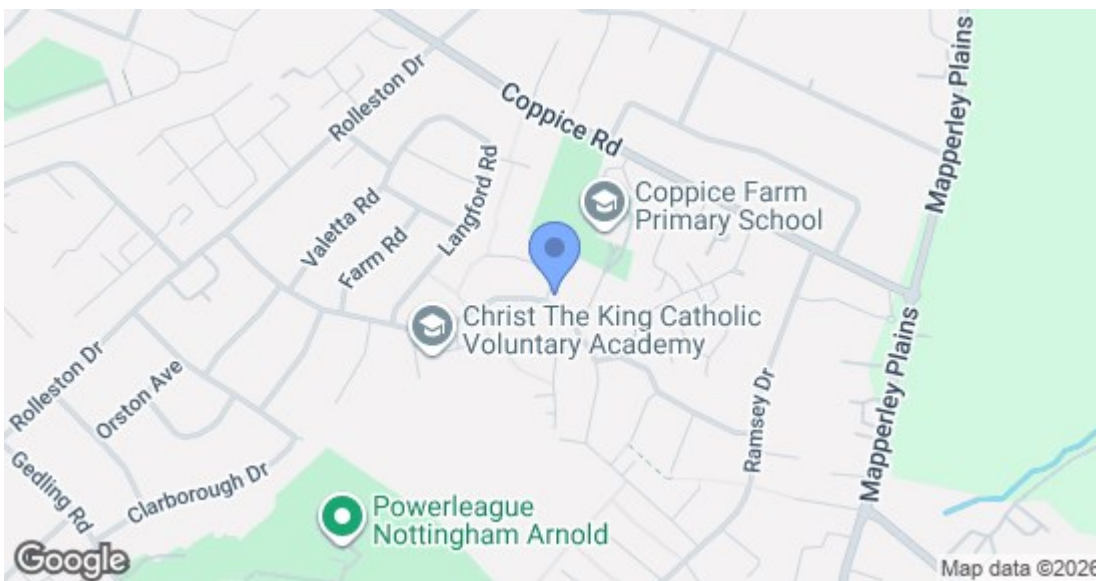 Rolleston Dr
Coppice Rd
Mapperley Plains
Langford Rd
Valetta Rd
Farm Rd
Coppice Farm
Primary School
Christ The King Catholic
Voluntary Academy
Rolleston Dr
Orston Ave
Gedling Rd
Clarborough Dr
Ramsey Dr
Mapperley Plains
Powerleague
Nottingham Arnold
Google
Map data ©2026